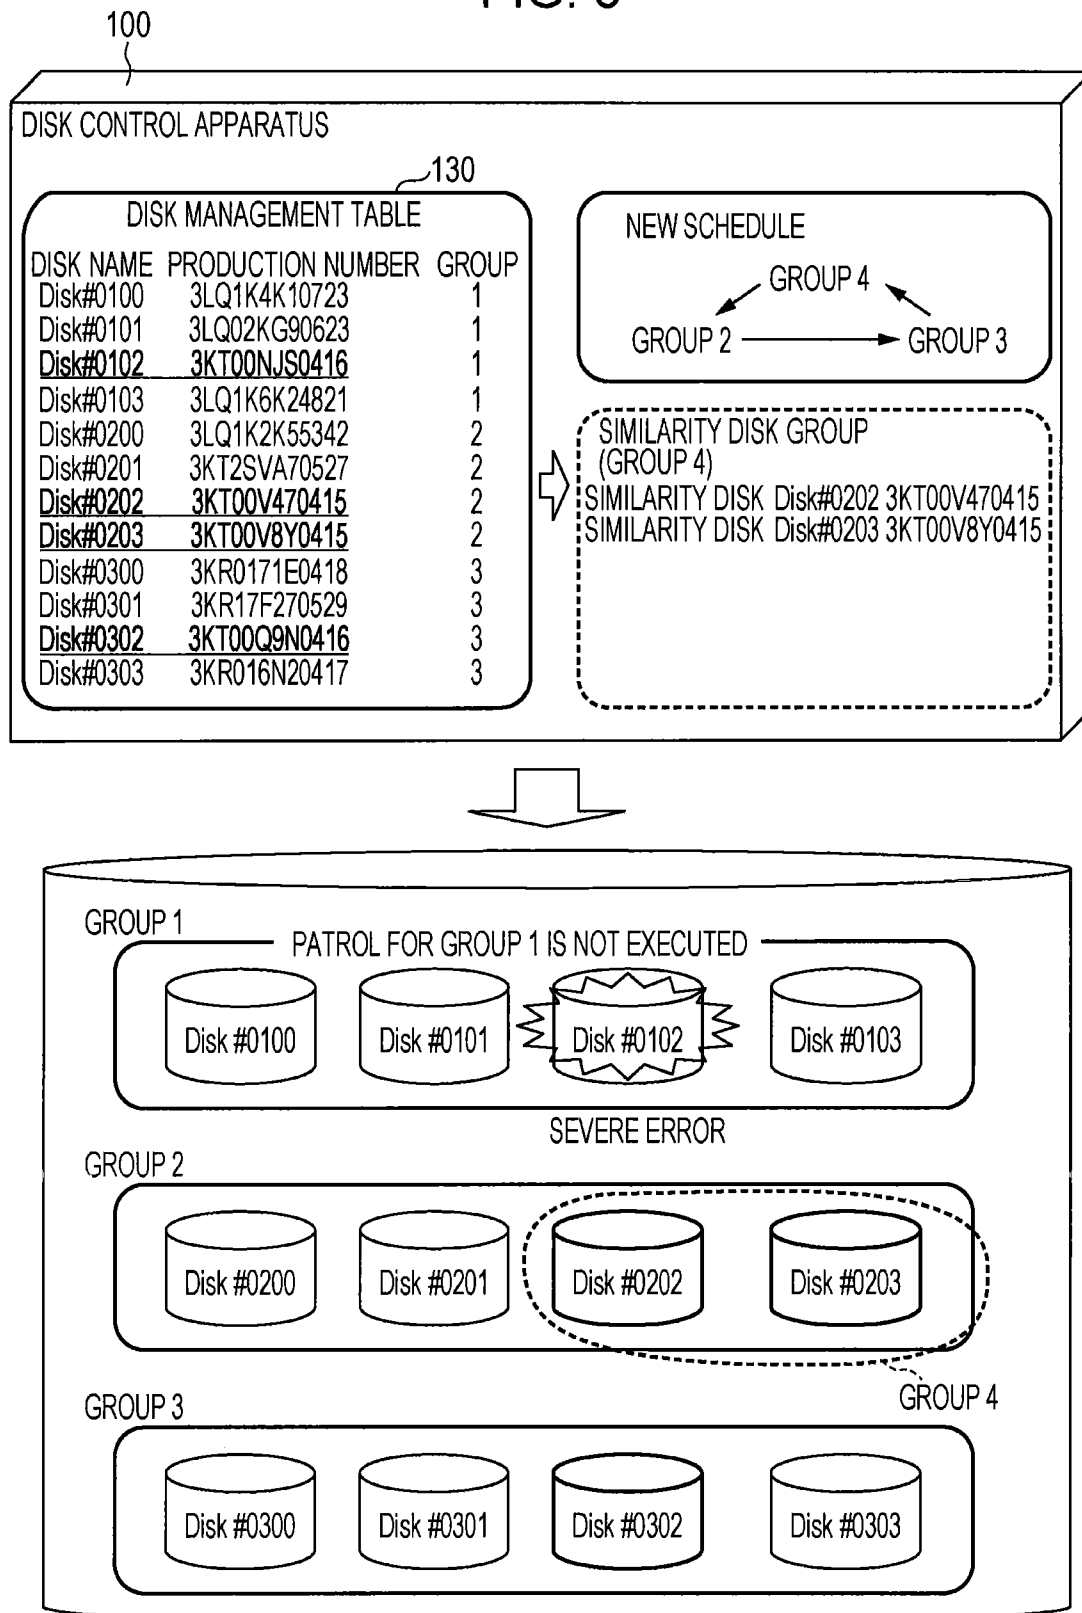 100
DISK CONTROL APPARATUS
130
DISK MANAGEMENT TABLE
DISK NAME PRODUCTION NUMBER GROUP
Disk#0100 3LQ1K4K10723 1
Disk#0101 3LQ02KG90623 1
Disk#0102 3KT00NJS0416 1
Disk#0103 3LQ1K6K24821 1
Disk#0200 3LQ1K2K55342 2
Disk#0201 3KT2SVA70527 2
Disk#0202 3KT00V470415 2
Disk#0203 3KT00V8Y0415 2
Disk#0300 3KR0171E0418 3
Disk#0301 3KR17F270529 3
Disk#0302 3KT00Q9N0416 3
Disk#0303 3KR016N20417 3
NEW SCHEDULE
GROUP 4
GROUP 2
GROUP 3
SIMILARITY DISK GROUP
(GROUP 4)
SIMILARITY DISK Disk#0202 3KT00V470415
SIMILARITY DISK Disk#0203 3KT00V8Y0415
GROUP 1
PATROL FOR GROUP 1 IS NOT EXECUTED
Disk #0100
Disk #0101
Disk #0102
Disk #0103
SEVERE ERROR
GROUP 2
Disk #0200
Disk #0201
Disk #0202
Disk #0203
GROUP 4
GROUP 3
Disk #0300
Disk #0301
Disk #0302
Disk #0303